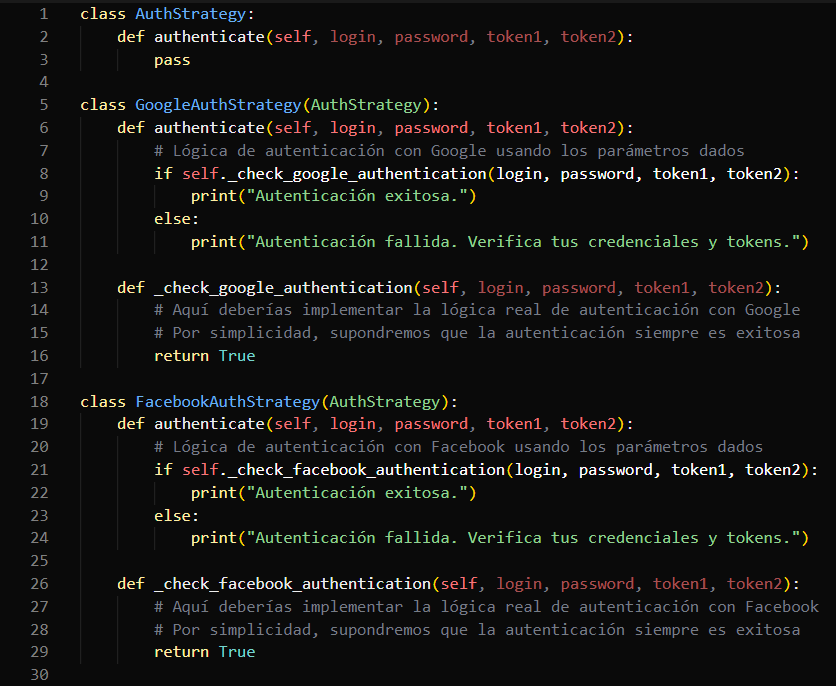 1 class AuthStrategy:
2     def authenticate(self, login, password, token1, token2):
3         pass
4
5 class GoogleAuthStrategy(AuthStrategy):
6     def authenticate(self, login, password, token1, token2):
7         # Lógica de autenticación con Google usando los parámetros dados
8         if self._check_google_authentication(login, password, token1, token2):
9             print("Autenticación exitosa.")
10         else:
11             print("Autenticación fallida. Verifica tus credenciales y tokens.")
12
13     def _check_google_authentication(self, login, password, token1, token2):
14         # Aquí deberías implementar la lógica real de autenticación con Google
15         # Por simplicidad, supondremos que la autenticación siempre es exitosa
16         return True
17
18 class FacebookAuthStrategy(AuthStrategy):
19     def authenticate(self, login, password, token1, token2):
20         # Lógica de autenticación con Facebook usando los parámetros dados
21         if self._check_facebook_authentication(login, password, token1, token2):
22             print("Autenticación exitosa.")
23         else:
24             print("Autenticación fallida. Verifica tus credenciales y tokens.")
25
26     def _check_facebook_authentication(self, login, password, token1, token2):
27         # Aquí deberías implementar la lógica real de autenticación con Facebook
28         # Por simplicidad, supondremos que la autenticación siempre es exitosa
29         return True
30